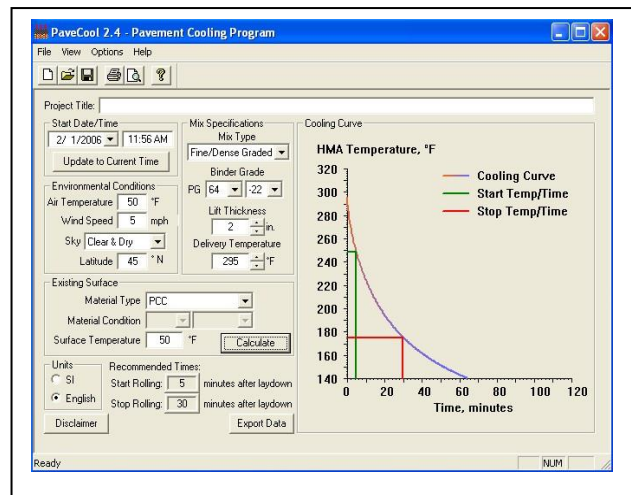 PaveCool 2.4 - Pavement Cooling Program
File View Options Help
Project Title:
Start Date/Time
2/ 1/2006 11:56 AM
Update to Current Time
Environmental Conditions
Air Temperature 50 °F
Wind Speed 5 mph
Sky Clear & Dry
Latitude 45 ° N
Mix Specifications
Mix Type
Fine/Dense Graded
Binder Grade
PG 64 -22
Lift Thickness
2 in.
Delivery Temperature
295 °F
Existing Surface
Material Type PCC
Material Condition
Surface Temperature 50 °F Calculate
Units
SI
English
Recommended Times:
Start Rolling: 5 minutes after laydown
Stop Rolling: 30 minutes after laydown
Disclaimer Export Data
Cooling Curve
HMA Temperature, °F
320
300
280
260
240
220
200
180
160
140
Cooling Curve
Start Temp/Time
Stop Temp/Time
0 20 40 60 80 100 120
Time, minutes
Ready NUM